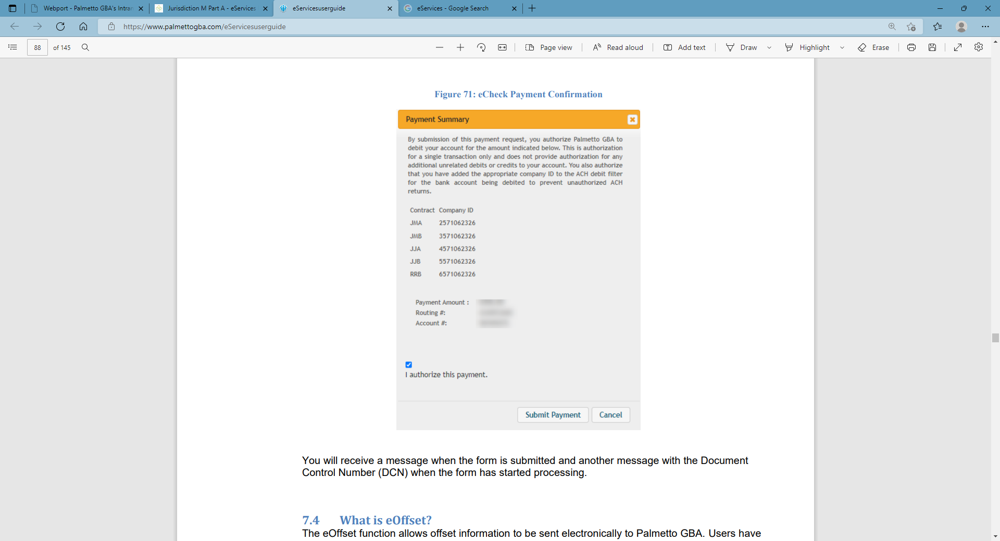 Webport - Palmetto GBA's Intran
Jurisdiction M Part A - eServices
eServicesuserguide
eServices - Google Search
https://www.palmettogba.com/eServicesuserguide
88 of 145
Page view
Read aloud
Add text
Draw
Highlight
Erase
Figure 71: eCheck Payment Confirmation
Payment Summary
By submission of this payment request, you authorize Palmetto GBA to
debit your account for the amount indicated below. This is authorization
for a single transaction only and does not provide authorization for any
additional unrelated debits or credits to your account. You also authorize
that you have added the appropriate company ID to the ACH debit filter
for the bank account being debited to prevent unauthorized ACH
returns.
Contract Company ID
JMA 2571062326
JMB 3571062326
JJA 4571062326
JJB 5571062326
RRB 6571062326
Payment Amount :
Routing #:
Account #:
I authorize this payment.
Submit Payment
Cancel
You will receive a message when the form is submitted and another message with the Document
Control Number (DCN) when the form has started processing.
7.4 What is eOffset?
The eOffset function allows offset information to be sent electronically to Palmetto GBA. Users have